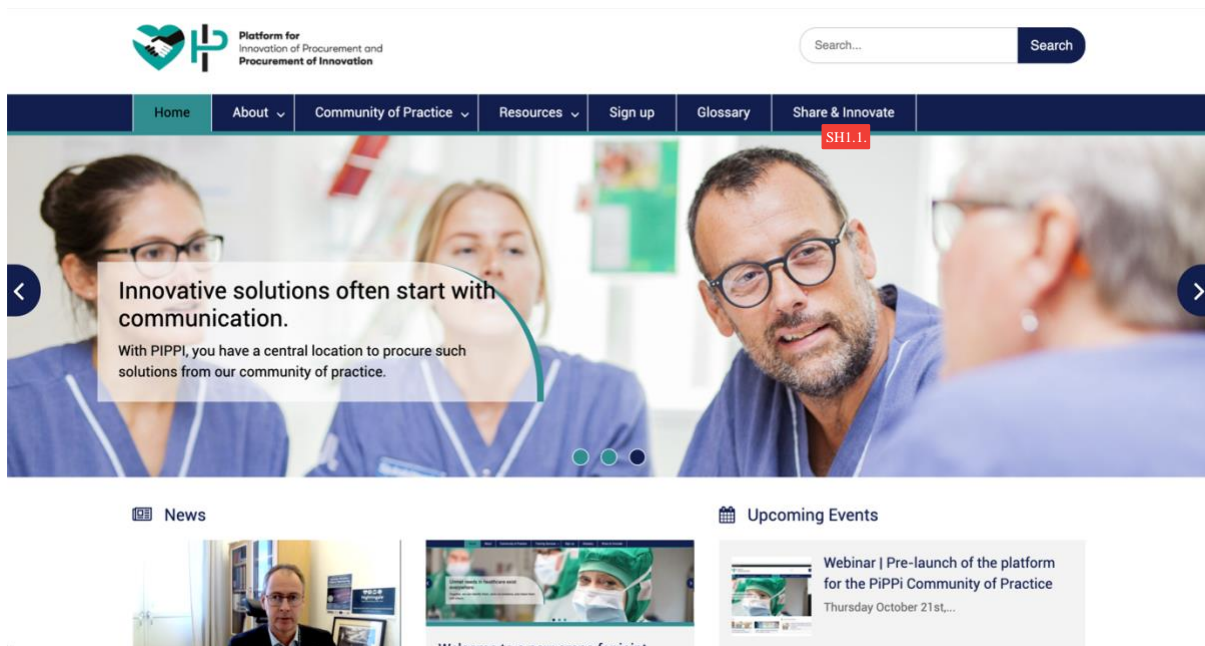 Platform for
Innovation of Procurement and
Procurement of Innovation
Search...
Search
Home
About
Community of Practice
Resources
Sign up
Glossary
Share & Innovate
SH1.1.
Innovative solutions often start with
communication.
With PIPPI, you have a central location to procure such
solutions from our community of practice.
News
Upcoming Events
Webinar | Pre-launch of the platform
for the PiPPi Community of Practice
Thursday October 21st,...